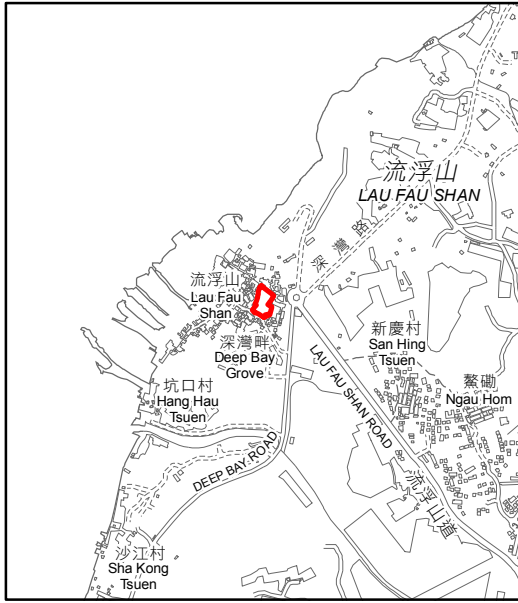 流浮山
LAU FAU SHAN
深灣路
流浮山
Lau Fau
Shan
深灣畔
Deep Bay
Grove
新慶村
San Hing
Tsuen
鰲磡
Ngau Hom
坑口村
Hang Hau
Tsuen
LAU FAU SHAN ROAD
流浮山道
DEEP BAY ROAD
沙江村
Sha Kong
Tsuen